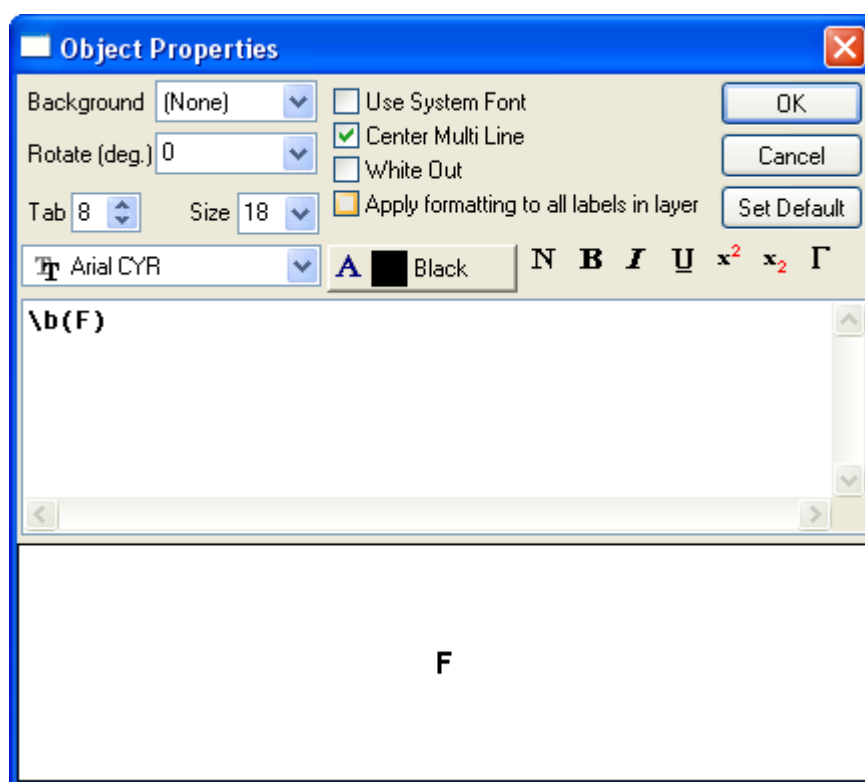 Object Properties
Background (None) Use System Font OK
Center Multi Line
Rotate (deg.) 0 Cancel
White Out
Tab 8 Size 18 Apply formatting to all labels in layer Set Default
Arial CYR A Black N B I U x² x₂ Γ
\b(F)
F